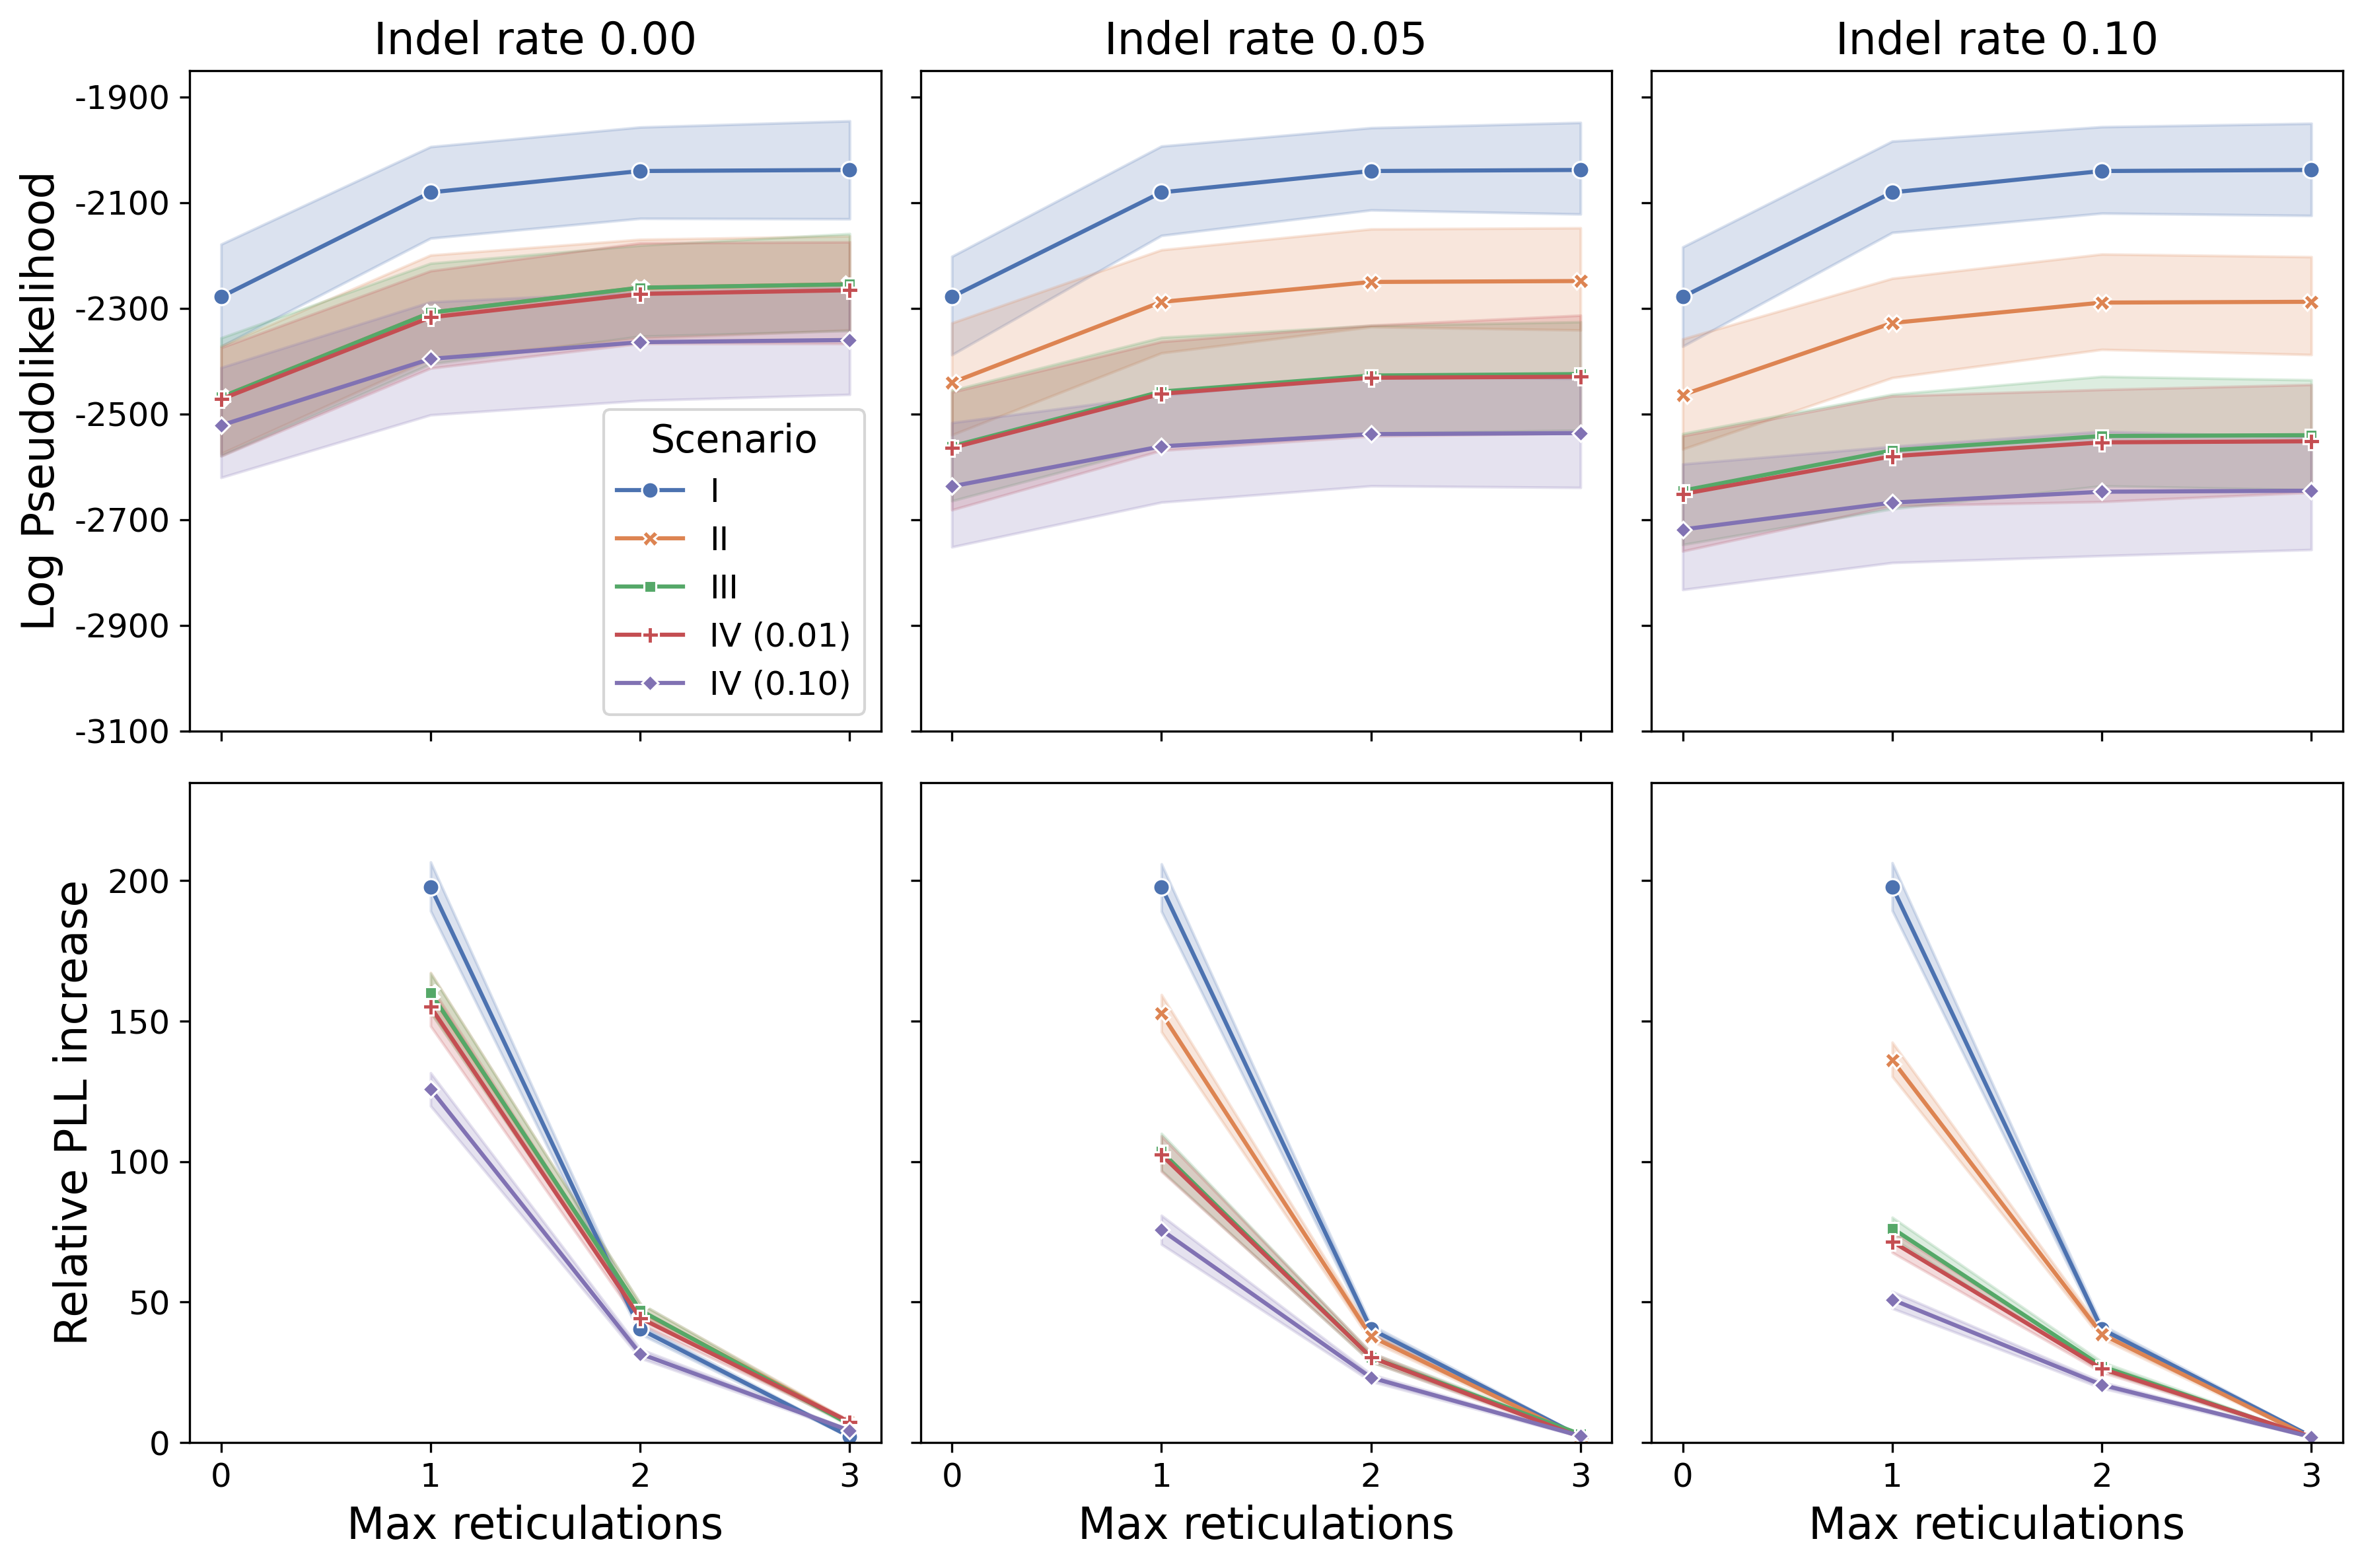 Indel rate 0.00
Indel rate 0.05
Indel rate 0.10
Log Pseudolikelihood
-1900
-2100
-2300
-2500
-2700
-2900
-3100
Scenario
I
II
III
IV (0.01)
IV (0.10)
Relative PLL increase
200
150
100
50
0
0 1 2 3
0 1 2 3
0 1 2 3
Max reticulations
Max reticulations
Max reticulations